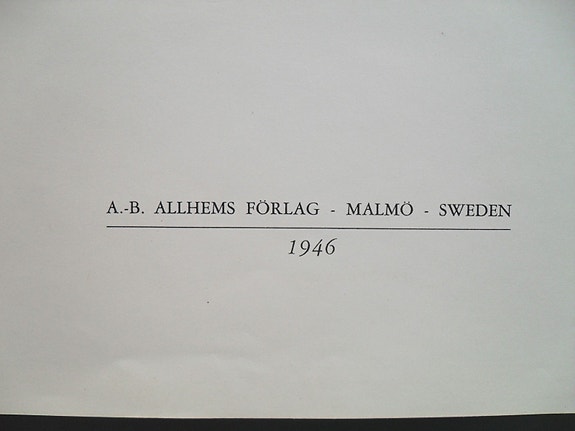 A.-B. ALLHEMS FÖRLAG - MALMÖ - SWEDEN
1946